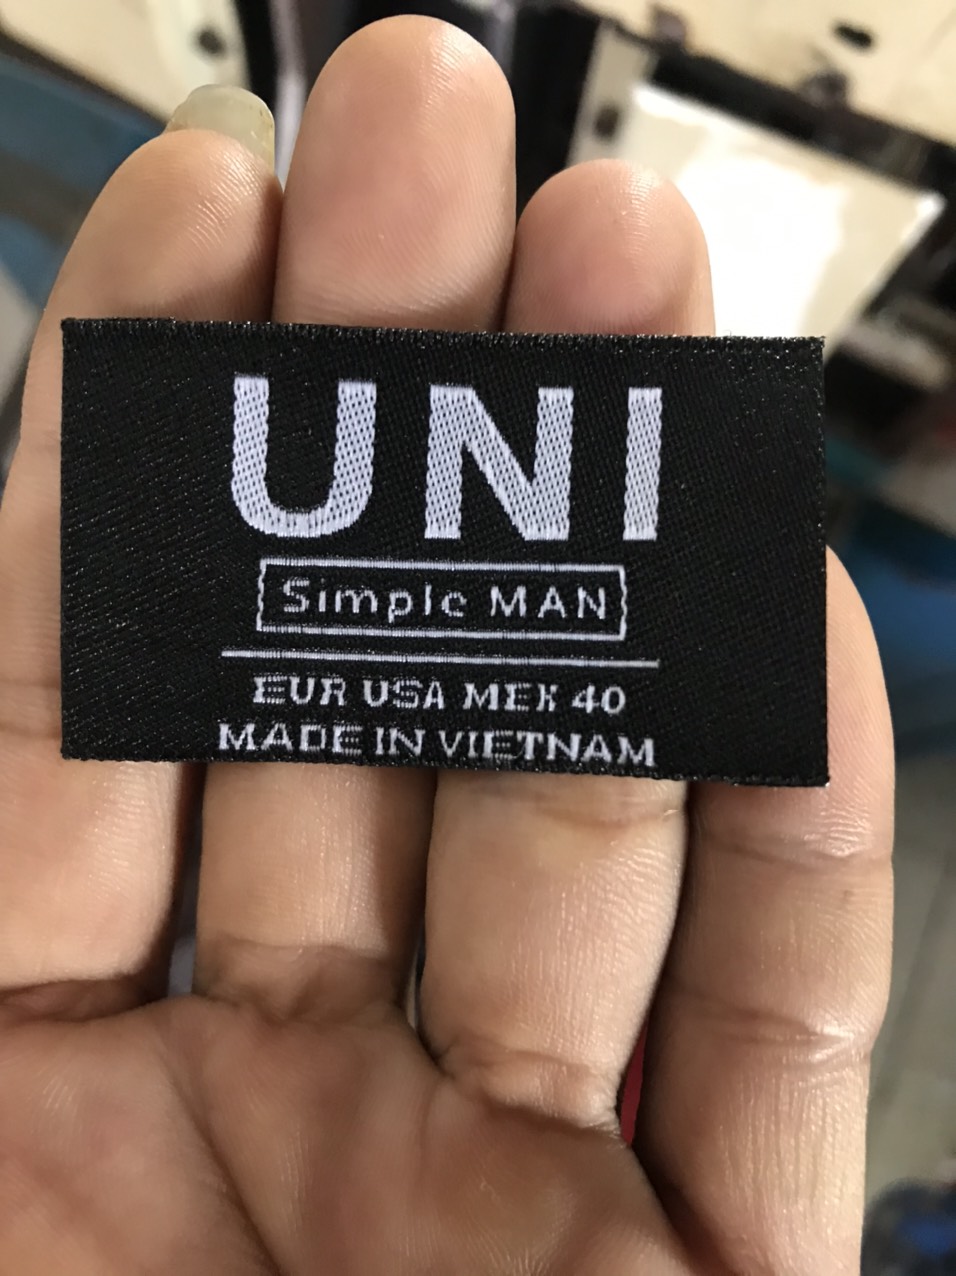 UNI
Simple MAN
EUR USA MEX 40
MADE IN VIETNAM